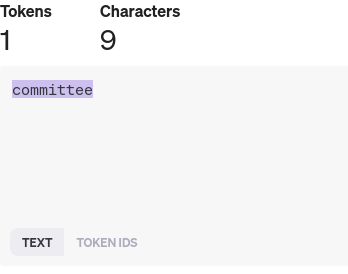 Tokens Characters
1 9
committee
TEXT TOKEN IDS